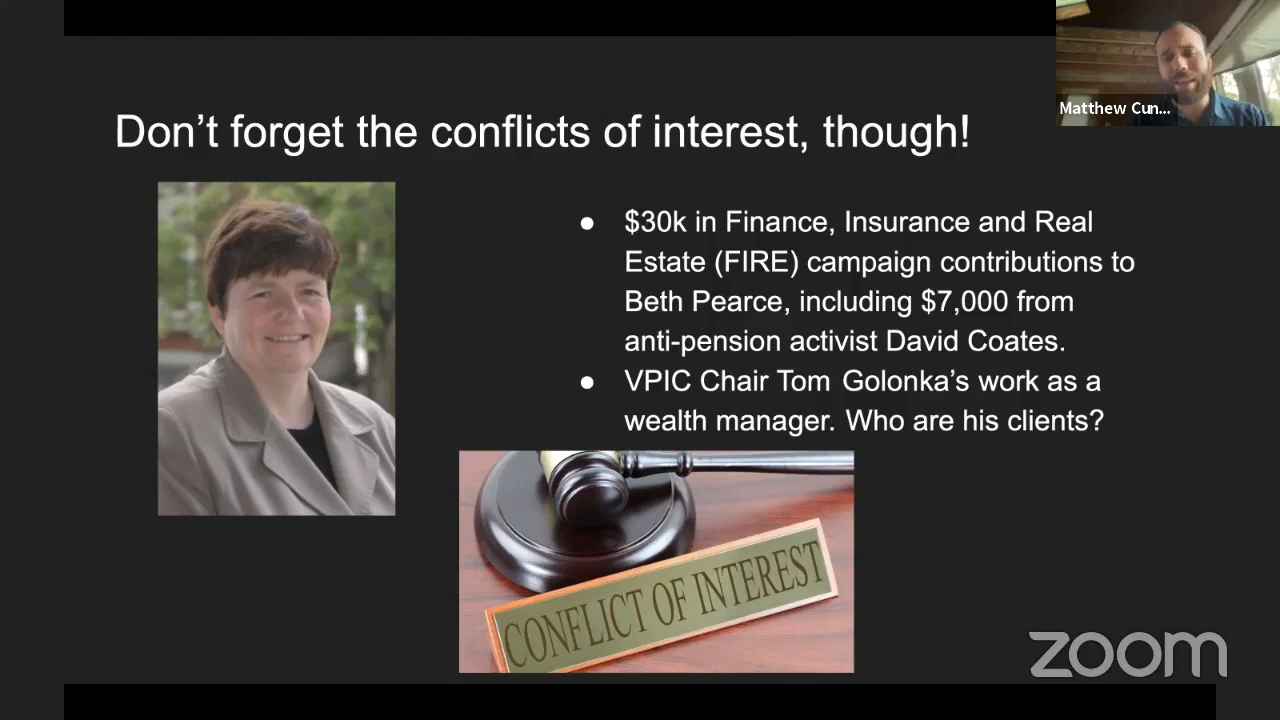 Matthew Cun...
Don’t forget the conflicts of interest, though!
● $30k in Finance, Insurance and Real
Estate (FIRE) campaign contributions to
Beth Pearce, including $7,000 from
anti-pension activist David Coates.
● VPIC Chair Tom Golonka’s work as a
wealth manager. Who are his clients?
CONFLICT OF INTEREST
zoom